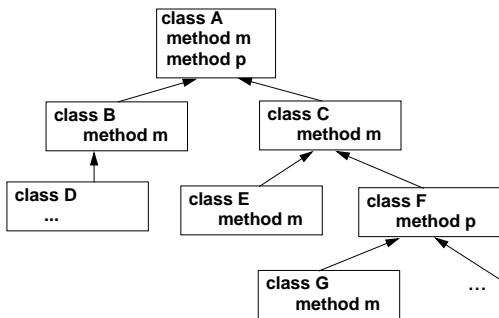 class A
method m
method p
class B
method m
class C
method m
class D
...
class E
method m
class F
method p
class G
method m
...